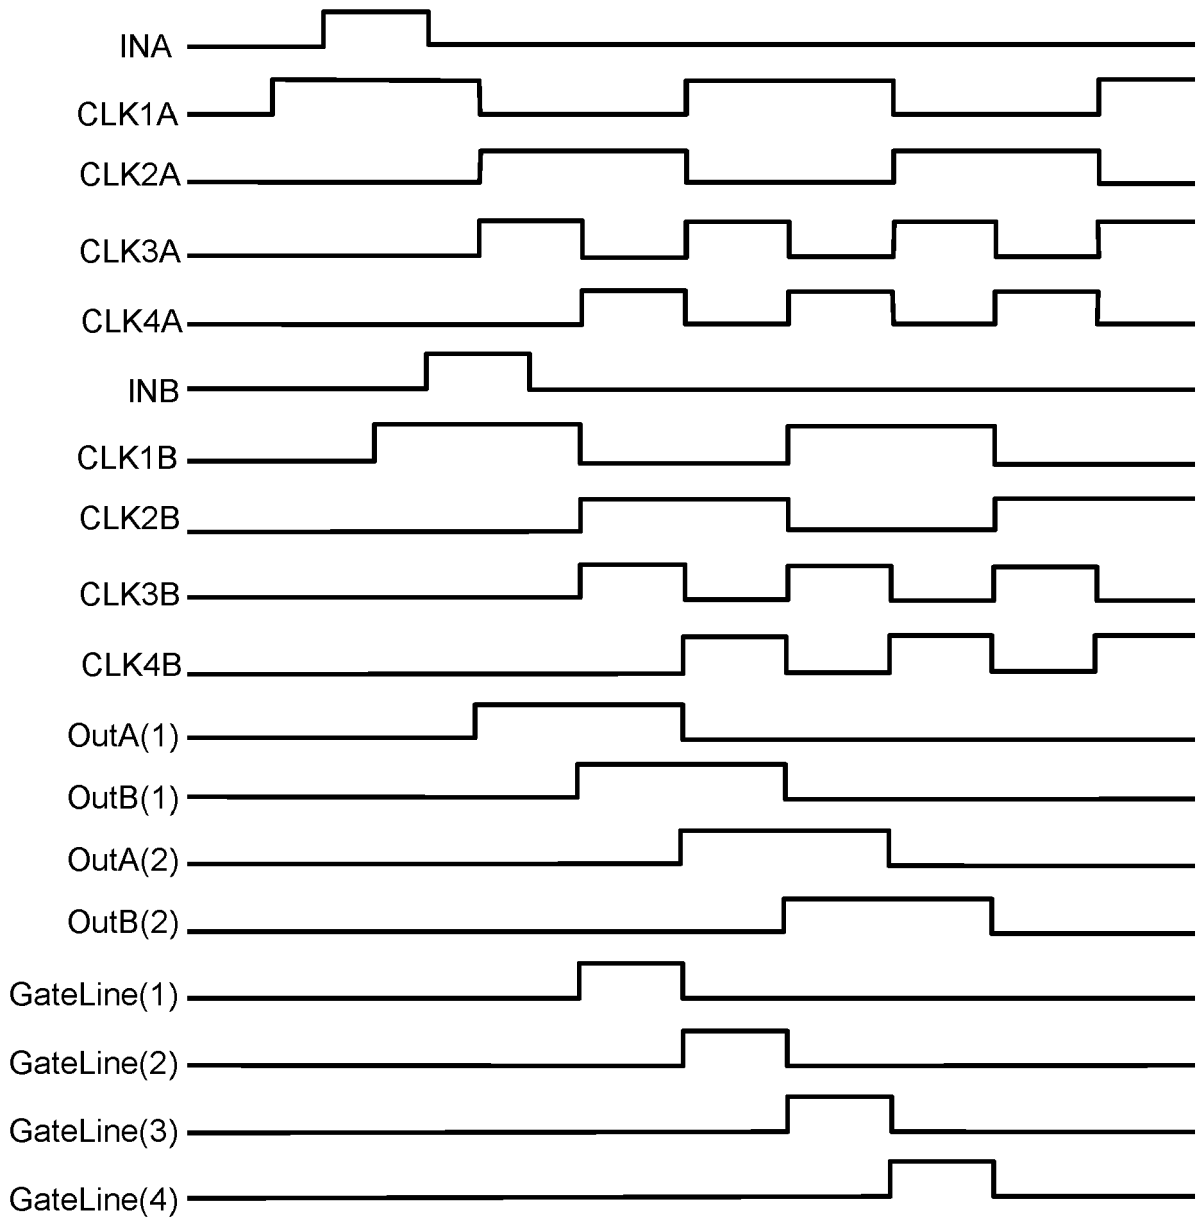 INA
CLK1A
CLK2A
CLK3A
CLK4A
INB
CLK1B
CLK2B
CLK3B
CLK4B
OutA(1)
OutB(1)
OutA(2)
OutB(2)
GateLine(1)
GateLine(2)
GateLine(3)
GateLine(4)